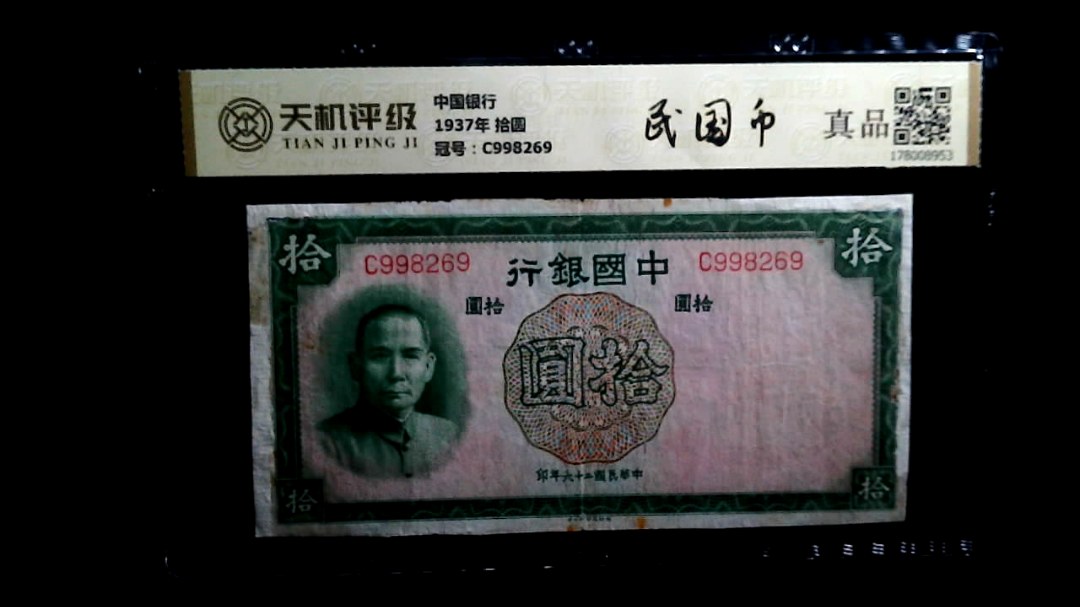 天机评级
TIAN JI PING JI
中国银行
1937年 拾圆
冠号：C998269
民国币
真品
178008953
拾
拾
C998269
行銀國中
C998269
圓拾
圓拾
圓拾
印年六十二國民華中
拾
拾